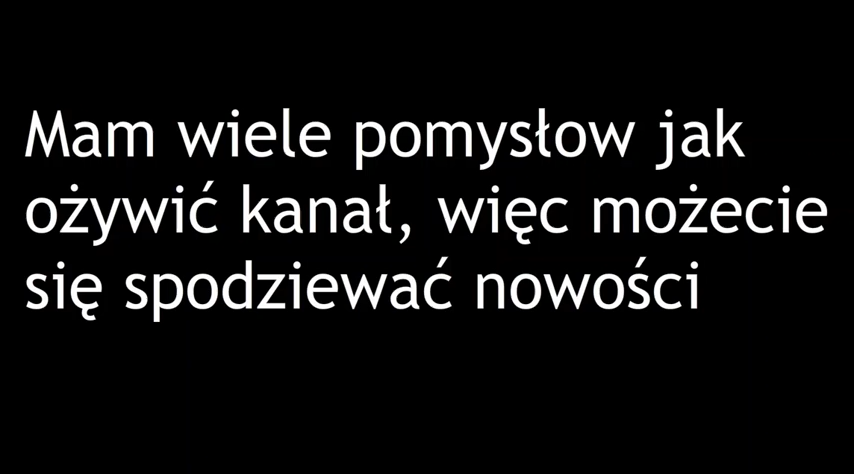 Mam wiele pomysłow jak
ożywić kanał, więc możecie
się spodziewać nowości